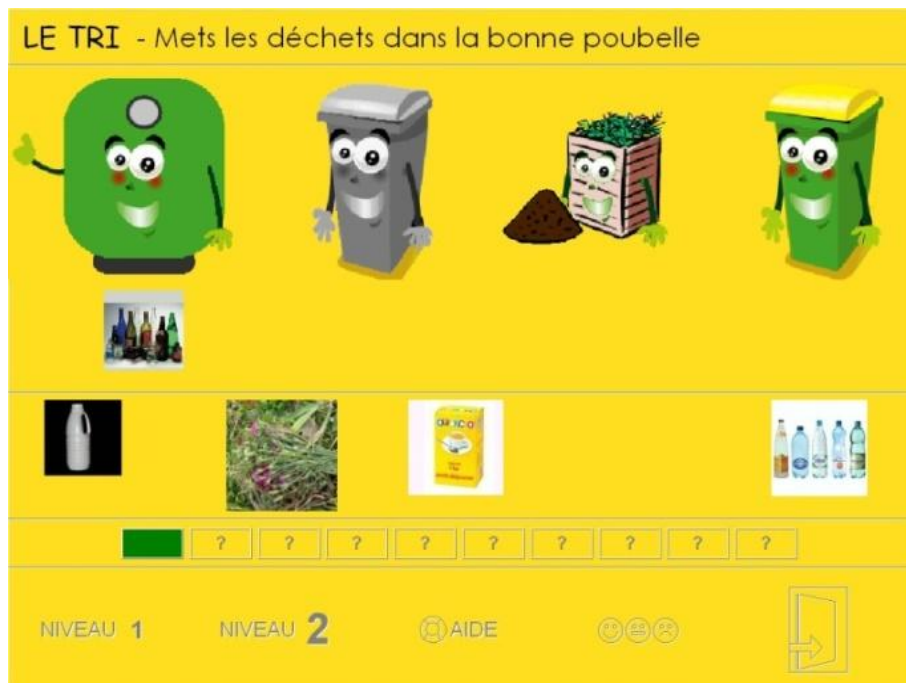 LE TRI - Mets les déchets dans la bonne poubelle
? ? ? ? ? ? ? ? ?
NIVEAU 1 NIVEAU 2 AIDE